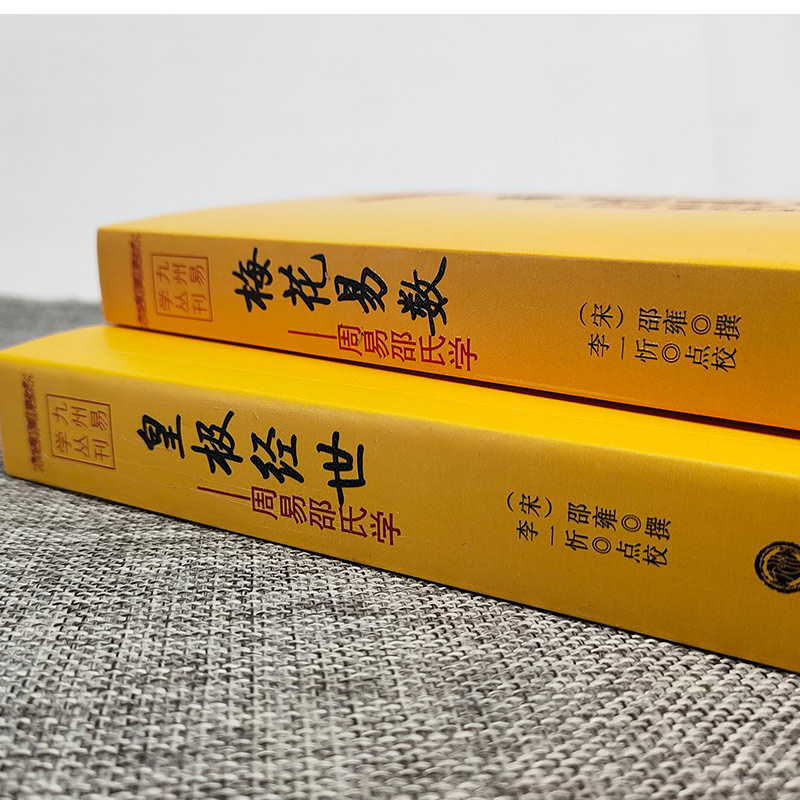 九州易
学丛刊
梅花易数
——周易邵氏学
（宋）邵雍◎撰
李一忻◎点校
九州易
学丛刊
皇极经世
——周易邵氏学
（宋）邵雍◎撰
李一忻◎点校